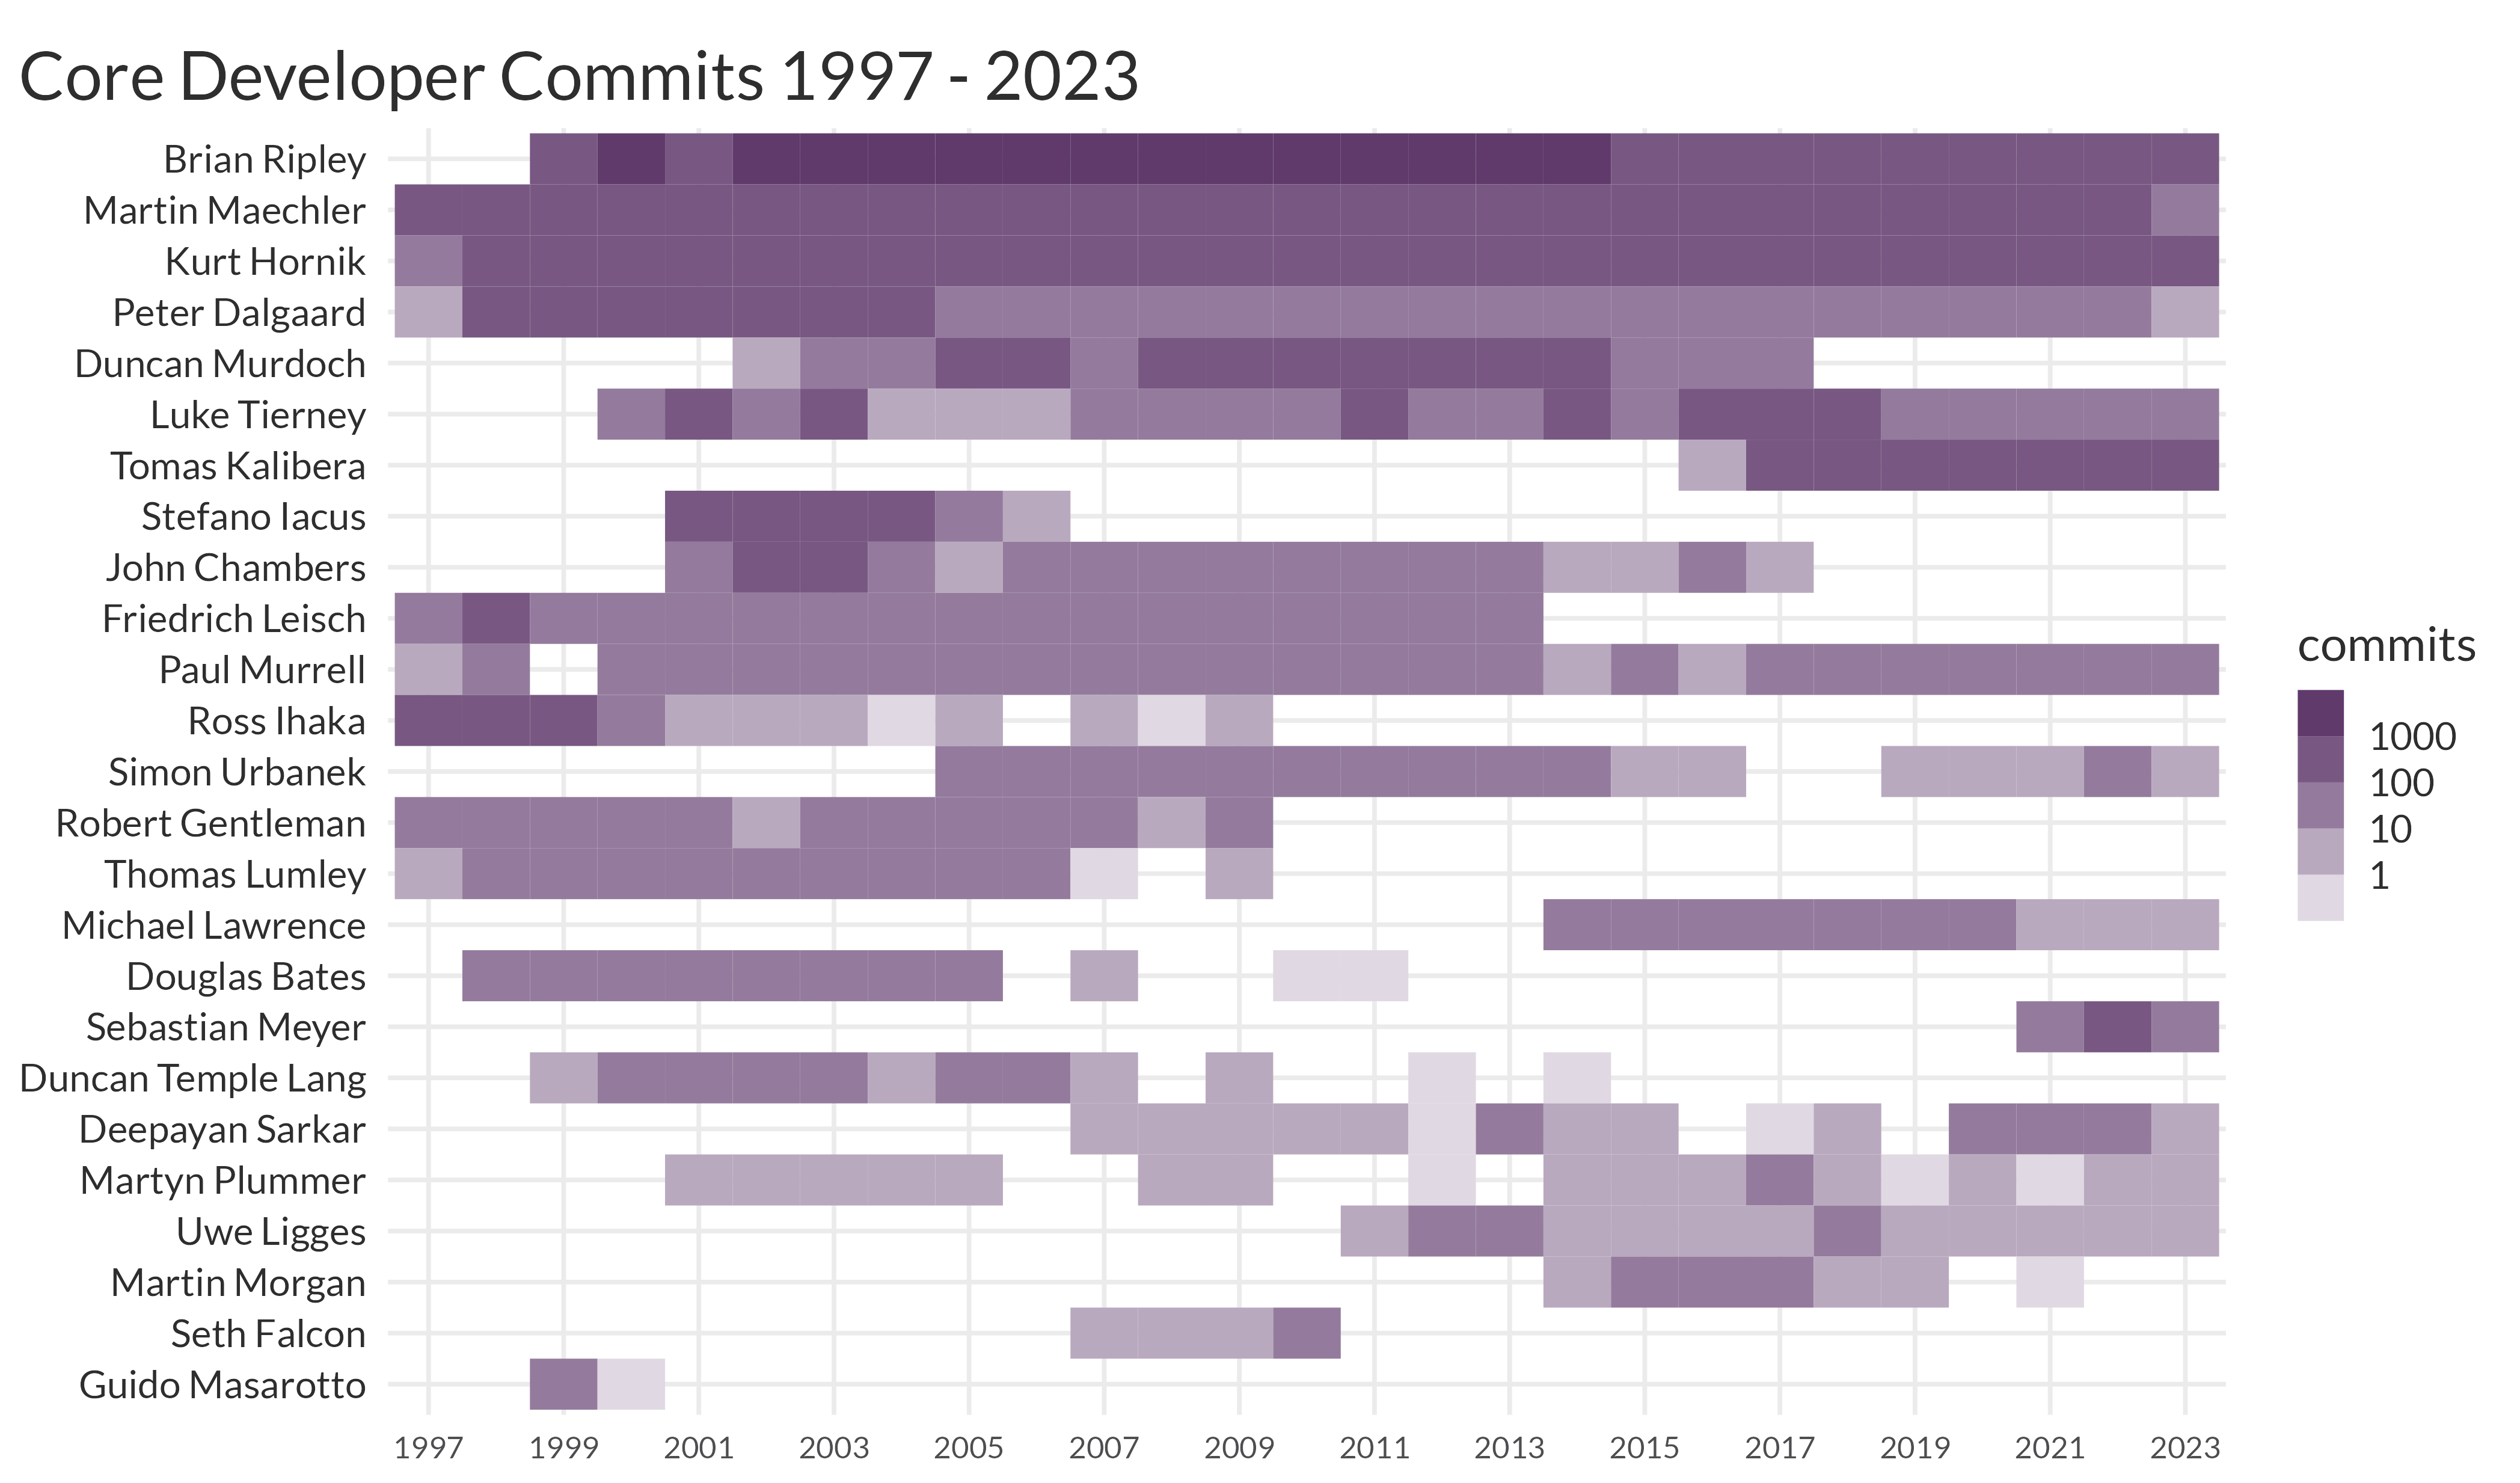 Core Developer Commits 1997 - 2023
Brian Ripley
Martin Maechler
Kurt Hornik
Peter Dalgaard
Duncan Murdoch
Luke Tierney
Tomas Kalibera
Stefano Iacus
John Chambers
Friedrich Leisch
Paul Murrell
Ross Ihaka
Simon Urbanek
Robert Gentleman
Thomas Lumley
Michael Lawrence
Douglas Bates
Sebastian Meyer
Duncan Temple Lang
Deepayan Sarkar
Martyn Plummer
Uwe Ligges
Martin Morgan
Seth Falcon
Guido Masarotto
1997 1999 2001 2003 2005 2007 2009 2011 2013 2015 2017 2019 2021 2023
commits
1000
100
10
1